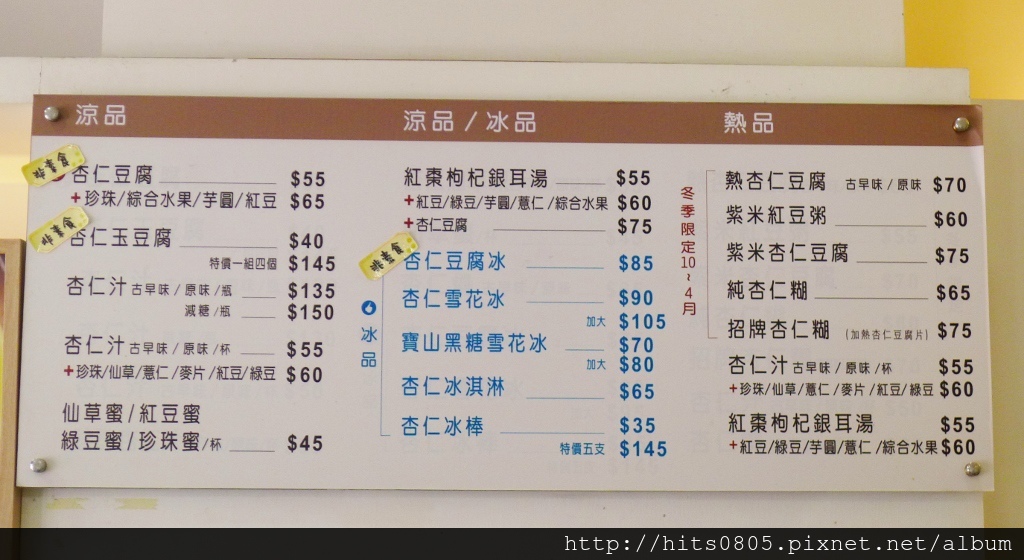 涼品
非素食
杏仁豆腐 $55
+珍珠/綜合水果/芋圓/紅豆 $65
非素食
杏仁玉豆腐 $40
特價一組四個 $145
杏仁汁 古早味 / 原味 /瓶 $135
減糖 /瓶 $150
杏仁汁 古早味 / 原味 /杯 $55
+珍珠/仙草/薏仁 /麥片 /紅豆/綠豆 $60
仙草蜜/紅豆蜜
綠豆蜜/珍珠蜜/杯 $45
涼品 / 冰品
紅棗枸杞銀耳湯 $55
+紅豆/綠豆/芋圓/薏仁 /綜合水果 $60
+杏仁豆腐 $75
非素食
冰品
杏仁豆腐冰 $85
杏仁雪花冰 $90
加大 $105
寶山黑糖雪花冰 $70
加大 $80
杏仁冰淇淋 $65
杏仁冰棒 $35
特價五支 $145
熱品
冬季限定10~4月
熱杏仁豆腐 古早味 / 原味 $70
紫米紅豆粥 $60
紫米杏仁豆腐 $75
純杏仁糊 $65
招牌杏仁糊 (加熱杏仁豆腐片) $75
杏仁汁 古早味 / 原味 /杯 $55
+珍珠/仙草/薏仁 /麥片 /紅豆/綠豆 $60
紅棗枸杞銀耳湯 $55
+紅豆/綠豆/芋圓/薏仁 /綜合水果 $60
http://hits0805.pixnet.net/album